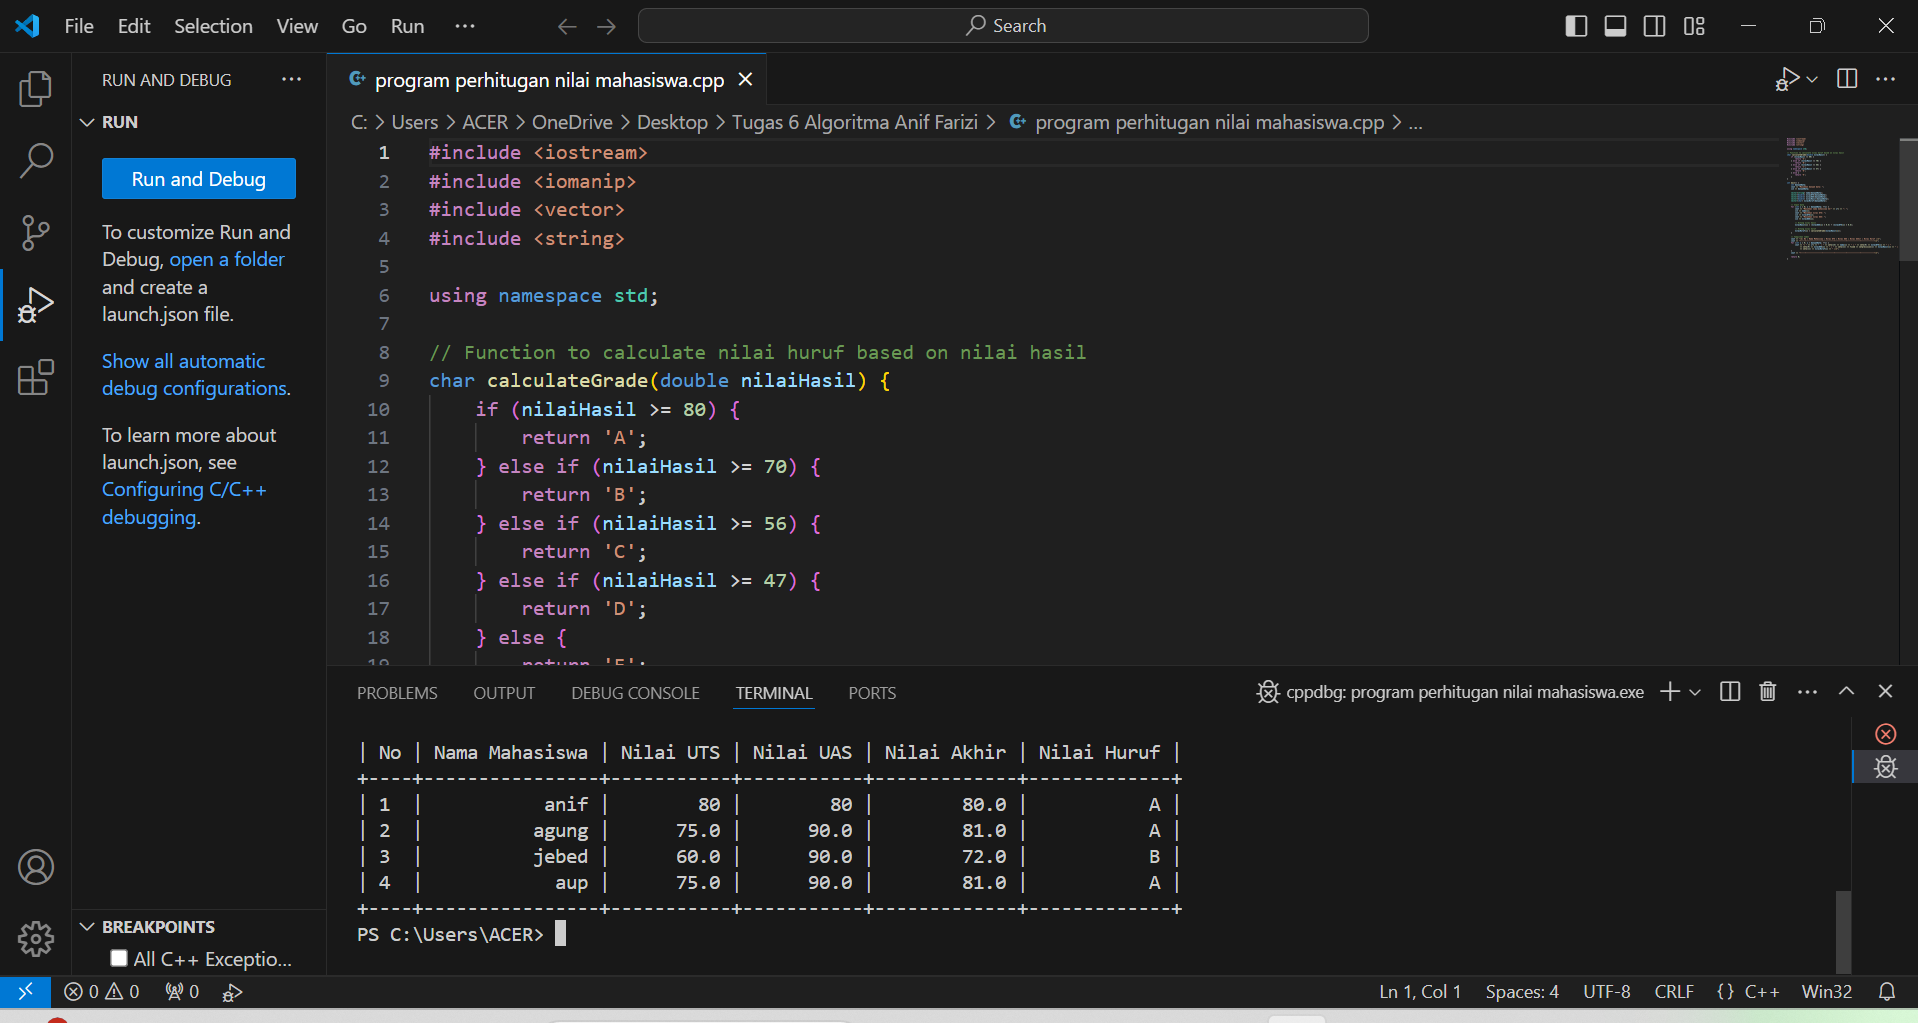 File Edit Selection View Go Run ···
Search
RUN AND DEBUG ···
RUN
Run and Debug
To customize Run and
Debug, open a folder
and create a
launch.json file.
Show all automatic
debug configurations.
To learn more about
launch.json, see
Configuring C/C++
debugging.
BREAKPOINTS
All C++ Exceptio...
program perhitugan nilai mahasiswa.cpp
C: > Users > ACER > OneDrive > Desktop > Tugas 6 Algoritma Anif Farizi > program perhitugan nilai mahasiswa.cpp > ...
1 #include <iostream>
2 #include <iomanip>
3 #include <vector>
4 #include <string>
5
6 using namespace std;
7
8 // Function to calculate nilai huruf based on nilai hasil
9 char calculateGrade(double nilaiHasil) {
10 if (nilaiHasil >= 80) {
11 return 'A';
12 } else if (nilaiHasil >= 70) {
13 return 'B';
14 } else if (nilaiHasil >= 56) {
15 return 'C';
16 } else if (nilaiHasil >= 47) {
17 return 'D';
18 } else {
19 return 'E';
PROBLEMS OUTPUT DEBUG CONSOLE TERMINAL PORTS
cppdbg: program perhitugan nilai mahasiswa.exe
| No | Nama Mahasiswa | Nilai UTS | Nilai UAS | Nilai Akhir | Nilai Huruf |
+----+----------------+-----------+-----------+-------------+-------------+
| 1 | anif | 80 | 80 | 80.0 | A |
| 2 | agung | 75.0 | 90.0 | 81.0 | A |
| 3 | jebed | 60.0 | 90.0 | 72.0 | B |
| 4 | aup | 75.0 | 90.0 | 81.0 | A |
+----+----------------+-----------+-----------+-------------+-------------+
PS C:\Users\ACER>
0 0 0
Ln 1, Col 1 Spaces: 4 UTF-8 CRLF {} C++ Win32